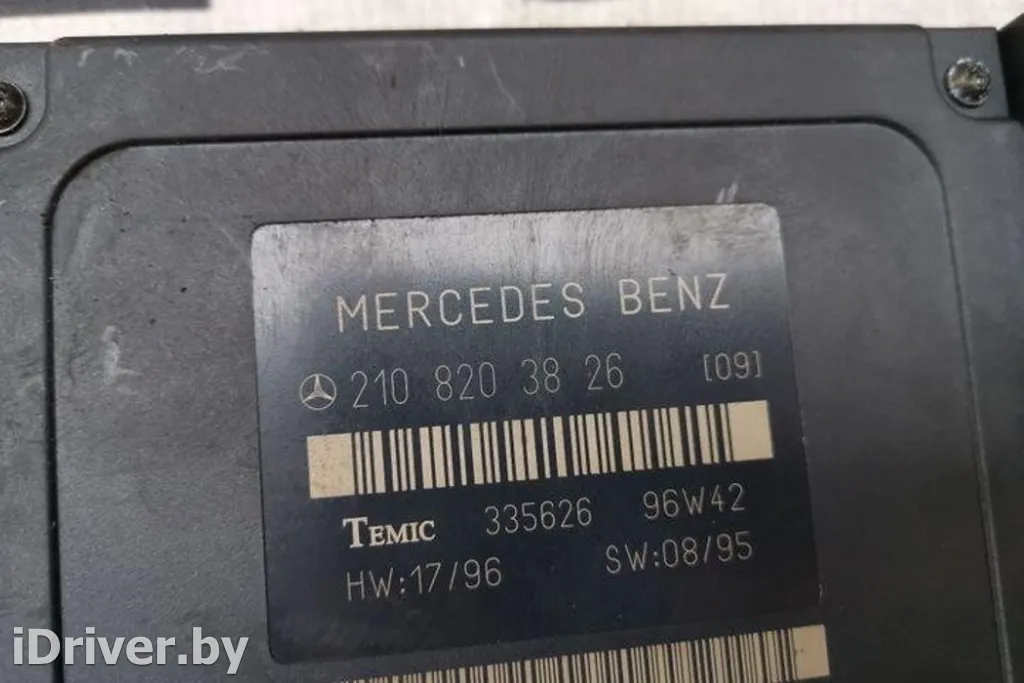 MERCEDES BENZ
210 820 38 26 [09]
TEMIC 335626 96W42
HW:17/96 SW:08/95
iDriver.by